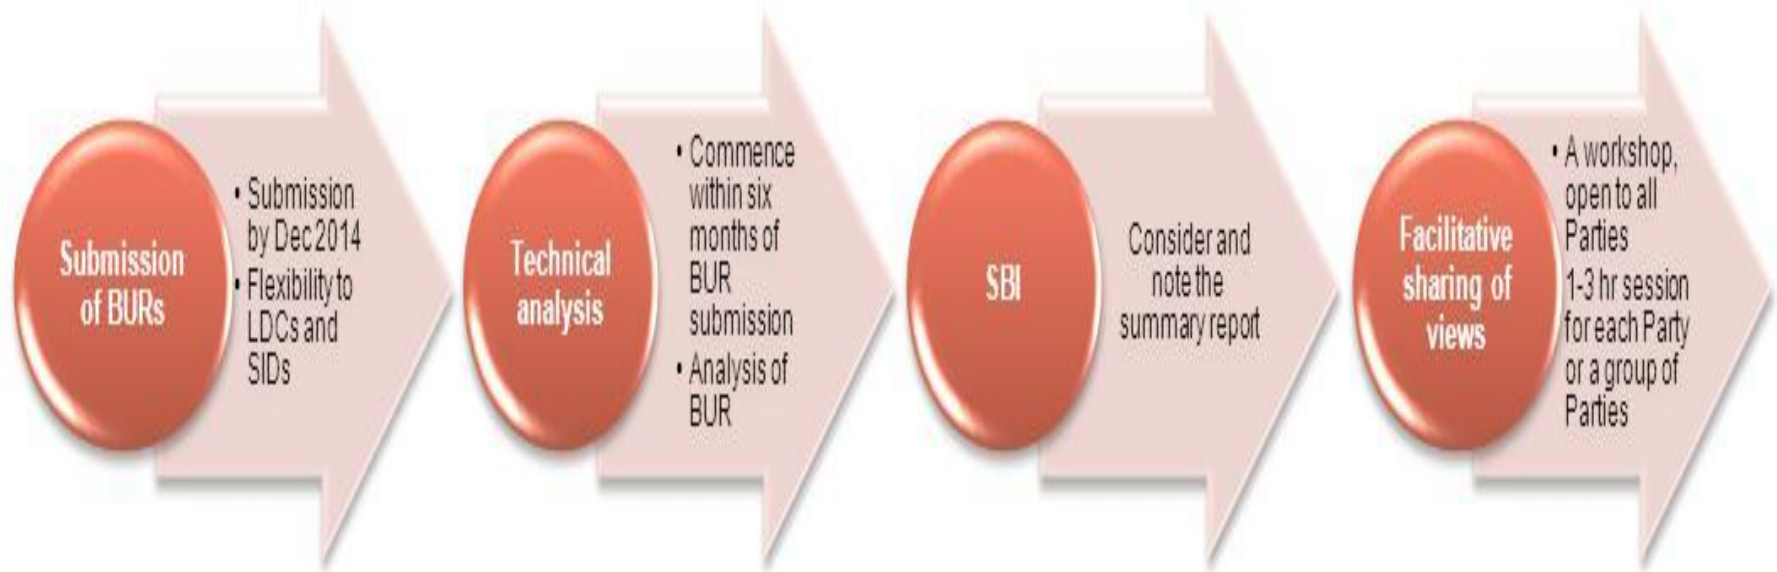 Submission
of BURs
• Submission
by Dec 2014
• Flexibility to
LDCs and
SIDs
Technical
analysis
• Commence
within six
months of
BUR
submission
• Analysis of
BUR
SBI
Consider and
note the
summary report
Facilitative
sharing of
views
• A workshop,
open to all
Parties
1-3 hr session
for each Party
or a group of
Parties